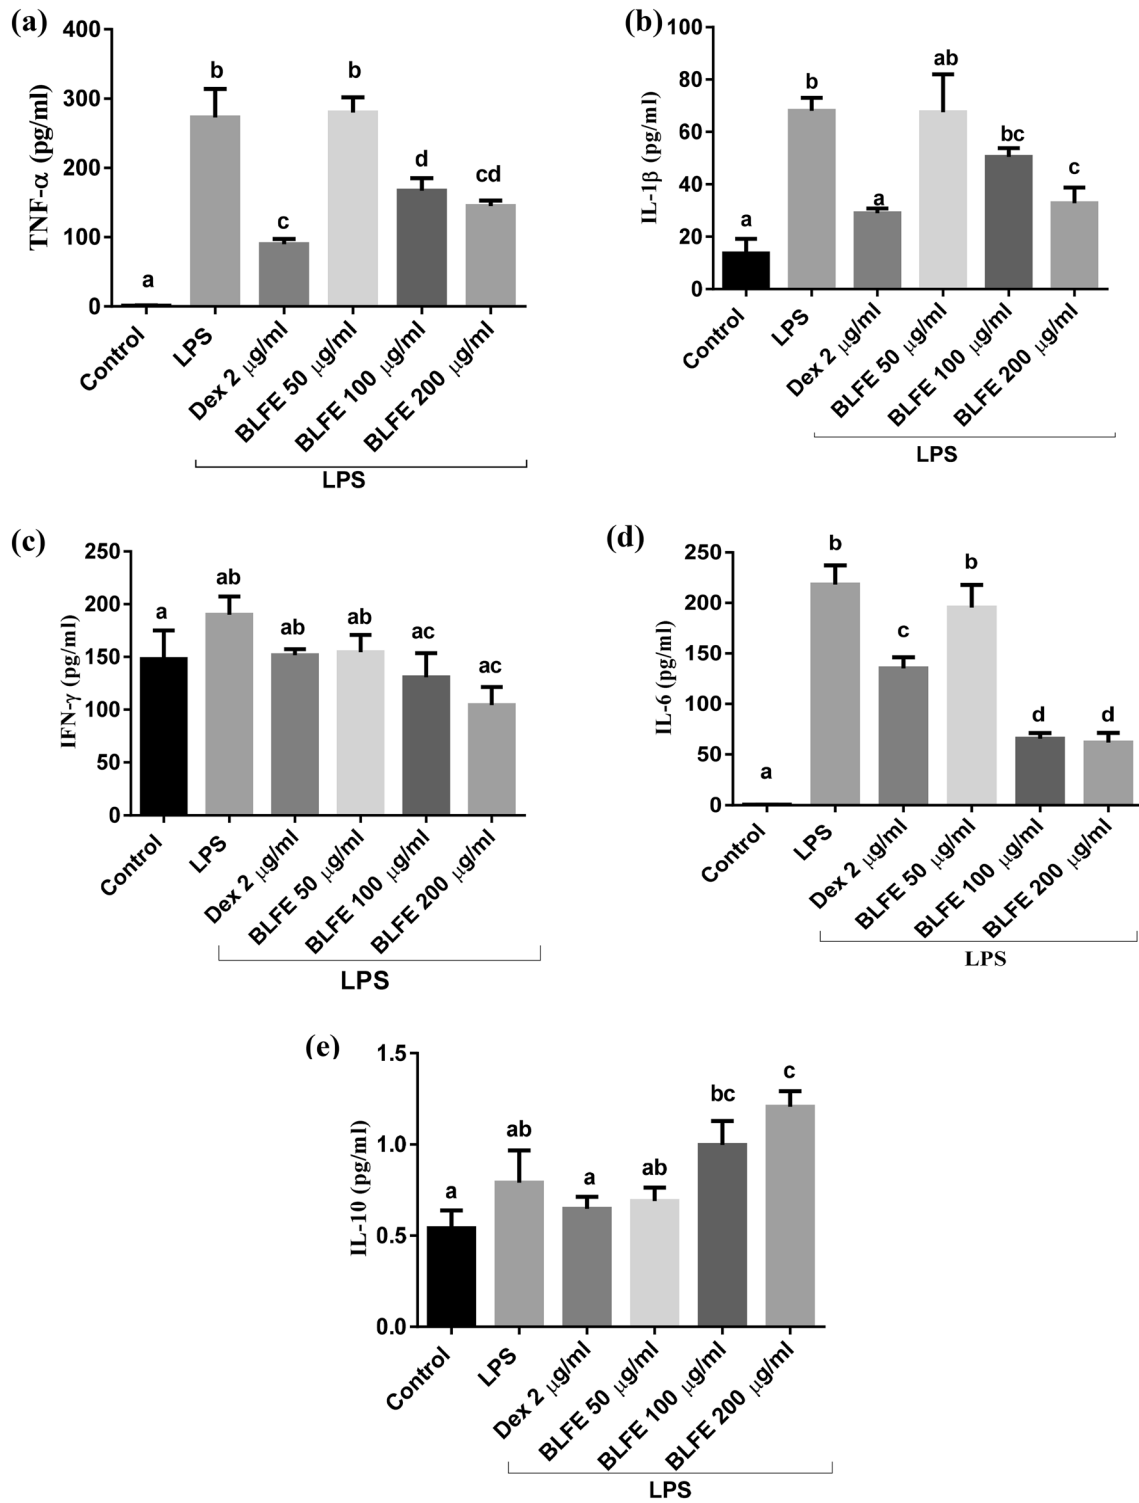 (a)
TNF-α (pg/ml)
400
300
200
100
0
a
b
c
b
d
cd
Control
LPS
Dex 2 μg/ml
BLFE 50 μg/ml
BLFE 100 μg/ml
BLFE 200 μg/ml
LPS
(b)
IL-1β (pg/ml)
100
80
60
40
20
0
a
b
a
ab
bc
c
Control
LPS
Dex 2 μg/ml
BLFE 50 μg/ml
BLFE 100 μg/ml
BLFE 200 μg/ml
LPS
(c)
IFN-γ (pg/ml)
250
200
150
100
50
0
a
ab
ab
ab
ac
ac
Control
LPS
Dex 2 μg/ml
BLFE 50 μg/ml
BLFE 100 μg/ml
BLFE 200 μg/ml
LPS
(d)
IL-6 (pg/ml)
250
200
150
100
50
0
a
b
c
b
d
d
Control
LPS
Dex 2 μg/ml
BLFE 50 μg/ml
BLFE 100 μg/ml
BLFE 200 μg/ml
LPS
(e)
IL-10 (pg/ml)
1.5
1.0
0.5
0.0
a
ab
a
ab
bc
c
Control
LPS
Dex 2 μg/ml
BLFE 50 μg/ml
BLFE 100 μg/ml
BLFE 200 μg/ml
LPS